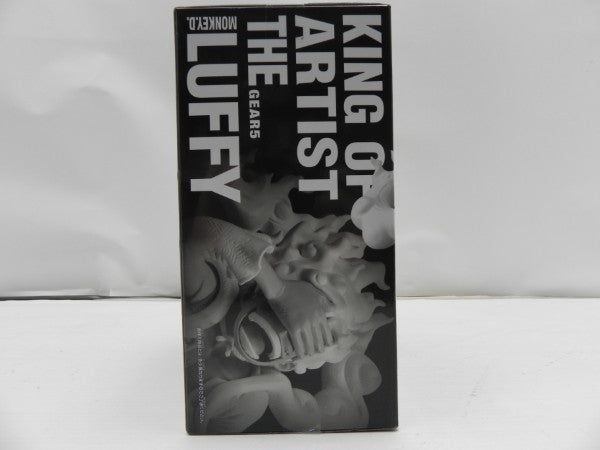 KING OF
ARTIST
THE
GEAR5
MONKEY.D.
LUFFY